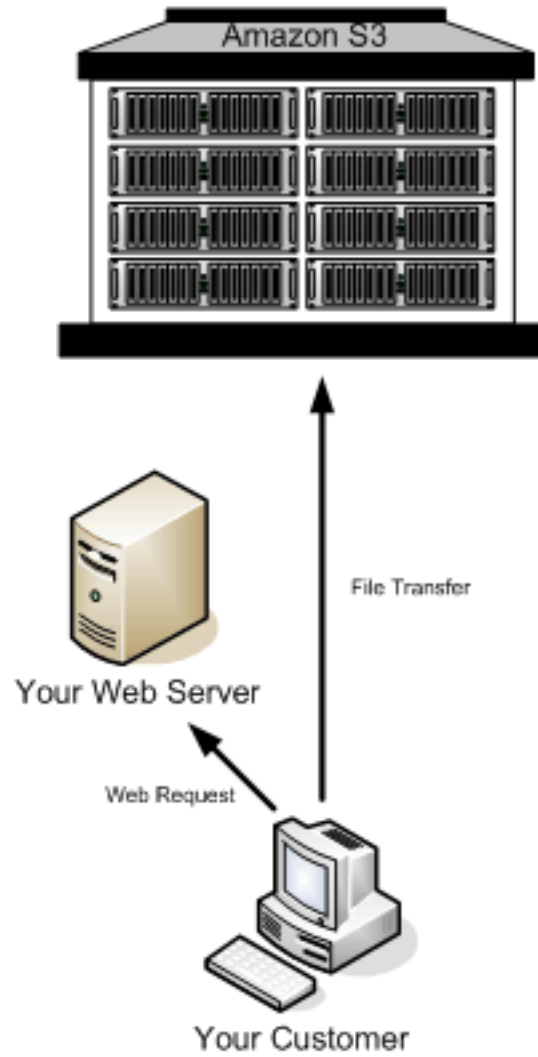 Amazon S3
File Transfer
Your Web Server
Web Request
Your Customer